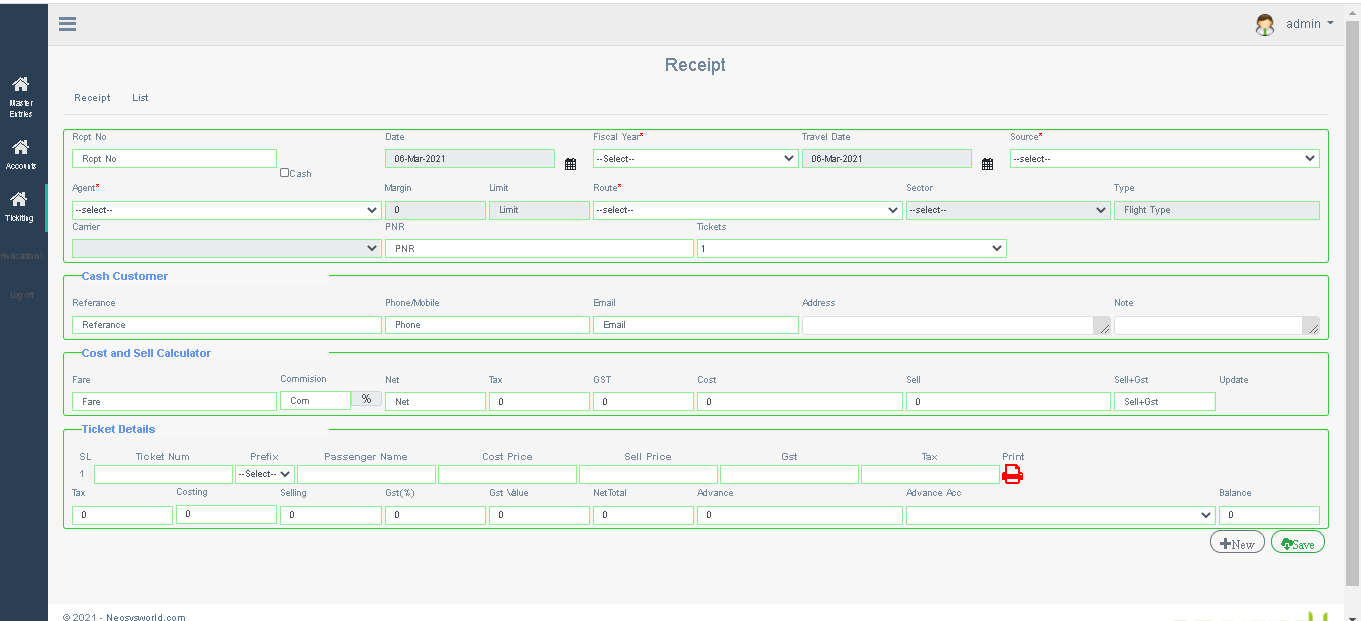 admin
Receipt
Receipt List
Master Entries
Accounts
Tickiting
Hello admin!
Log off
Rcpt No Date Fiscal Year* Travel Date Source*
Rcpt No 06-Mar-2021 --Select-- 06-Mar-2021 --select--
Cash
Agent* Margin Limit Route* Sector Type
--select-- 0 Limit --select-- --select-- Flight Type
Carrier PNR Tickets
PNR 1
Cash Customer
Referance Phone/Mobile Email Address Note
Referance Phone Email
Cost and Sell Calculator
Fare Commision Net Tax GST Cost Sell Sell+Gst Update
Fare Com % Net 0 0 0 0 Sell+Gst
Ticket Details
SL Ticket Num Prefix Passenger Name Cost Price Sell Price Gst Tax Print
1 --Select--
Tax Costing Selling Gst(%) Gst Value NetTotal Advance Advance Acc Balance
0 0 0 0 0 0 0 0
New Save
© 2021 - Neosysworld.com